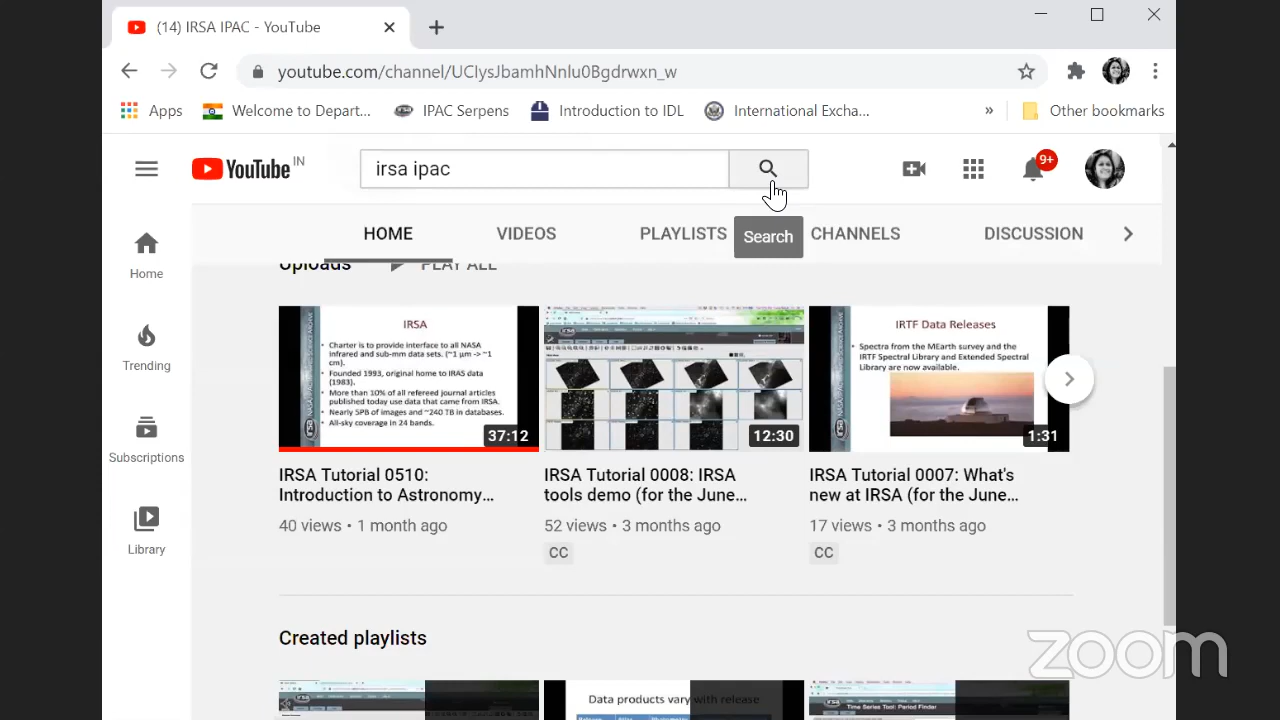 (14) IRSA IPAC - YouTube
youtube.com/channel/UCIysJbamhNnlu0Bgdrwxn_w
Apps Welcome to Depart... IPAC Serpens Introduction to IDL International Excha... » Other bookmarks
YouTube IN
irsa ipac
9+
HOME VIDEOS PLAYLISTS CHANNELS DISCUSSION
Search
Uploads PLAY ALL
Home
Trending
Subscriptions
Library
IRSA
• Charter is to provide interface to all NASA
infrared and sub-mm data sets. (~1 µm -> ~1
cm).
• Founded 1993, original home to IRAS data
(1983).
• More than 10% of all refereed journal articles
published today use data that came from IRSA.
• Nearly 5PB of images and ~240 TB in databases.
• All-sky coverage in 24 bands.
37:12
IRSA Tutorial 0510:
Introduction to Astronomy...
40 views • 1 month ago
12:30
IRSA Tutorial 0008: IRSA
tools demo (for the June...
52 views • 3 months ago
CC
IRTF Data Releases
• Spectra from the MEarth survey and the
IRTF Spectral Library and Extended Spectral
Library are now available.
1:31
IRSA Tutorial 0007: What's
new at IRSA (for the June...
17 views • 3 months ago
CC
Created playlists
Data products vary with release
Time Series Tool: Period Finder
zoom